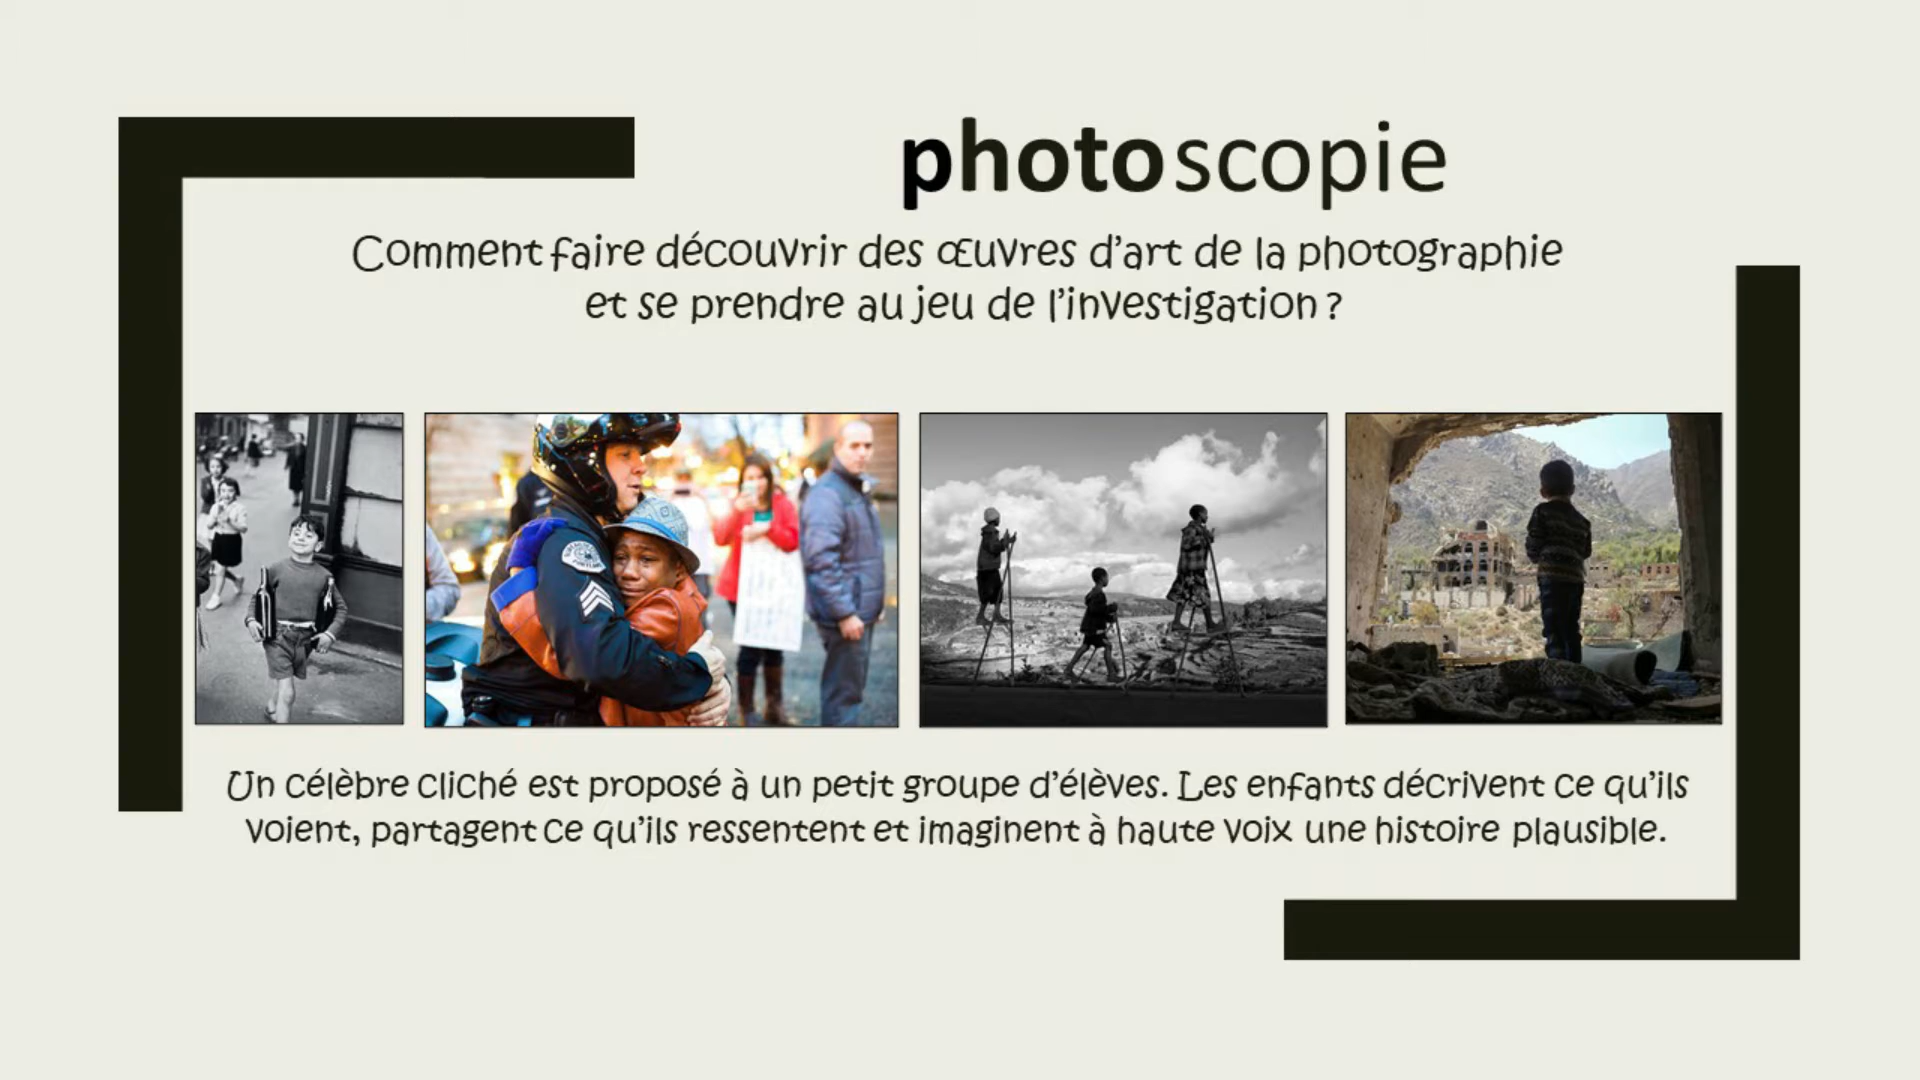 photoscopie
Comment faire découvrir des œuvres d'art de la photographie
et se prendre au jeu de l'investigation ?
Un célèbre cliché est proposé à un petit groupe d'élèves. Les enfants décrivent ce qu'ils
voient, partagent ce qu'ils ressentent et imaginent à haute voix une histoire plausible.